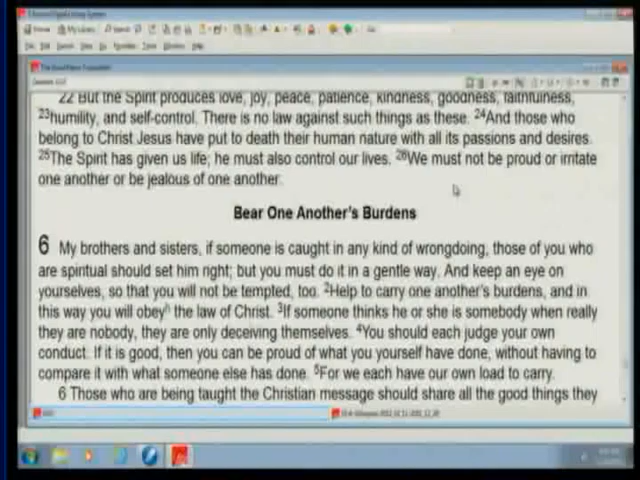 22 But the Spirit produces love, joy, peace, patience, kindness, goodness, faithfulness,
23humility, and self-control. There is no law against such things as these. 24And those who
belong to Christ Jesus have put to death their human nature with all its passions and desires.
25The Spirit has given us life; he must also control our lives. 26We must not be proud or irritate
one another or be jealous of one another.
Bear One Another's Burdens
6 My brothers and sisters, if someone is caught in any kind of wrongdoing, those of you who
are spiritual should set him right; but you must do it in a gentle way. And keep an eye on
yourselves, so that you will not be tempted, too. 2Help to carry one another's burdens, and in
this way you will obey the law of Christ. 3If someone thinks he or she is somebody when really
they are nobody, they are only deceiving themselves. 4You should each judge your own
conduct. If it is good, then you can be proud of what you yourself have done, without having to
compare it with what someone else has done. 5For we each have our own load to carry.
6 Those who are being taught the Christian message should share all the good things they